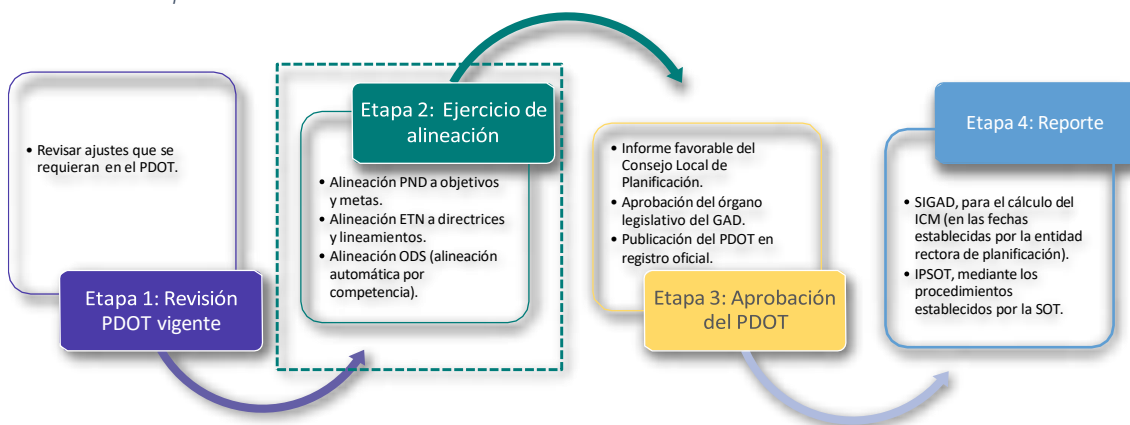 • Revisar ajustes que se
requieran en el PDOT.
Etapa 1: Revisión
PDOT vigente
Etapa 2: Ejercicio de
alineación
• Alineación PND a objetivos
y metas.
• Alineación ETN a directrices
y lineamientos.
• Alineación ODS (alineación
automática por
competencia).
• Informe favorable del
Consejo Local de
Planificación.
• Aprobación del órgano
legislativo del GAD.
• Publicación del PDOT en
registro oficial.
Etapa 3: Aprobación
del PDOT
Etapa 4: Reporte
• SIGAD, para el cálculo del
ICM (en las fechas
establecidas por la entidad
rectora de planificación).
• IPSOT, mediante los
procedimientos
establecidos por la SOT.